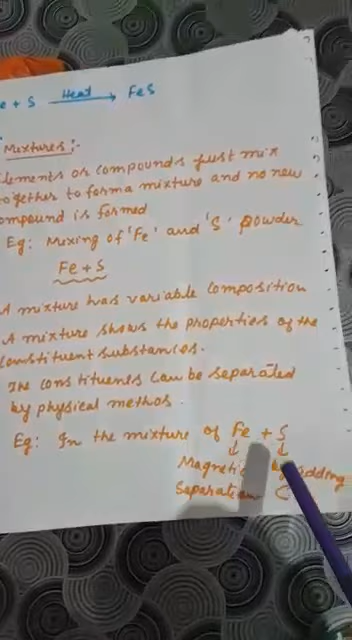 e + S Heat → FeS
Mixtures :-
Elements or compounds just mix
together to form a mixture and no new
ompound is formed
Eg: Mixing of 'Fe' and 'S' powder
Fe + S
A mixture has variable composition
A mixture shows the properties of the
constituent substances.
The constituents can be separated
by physical methos.
Eg: In the mixture of Fe + S
↓ ↓
Magnetic
Separation C